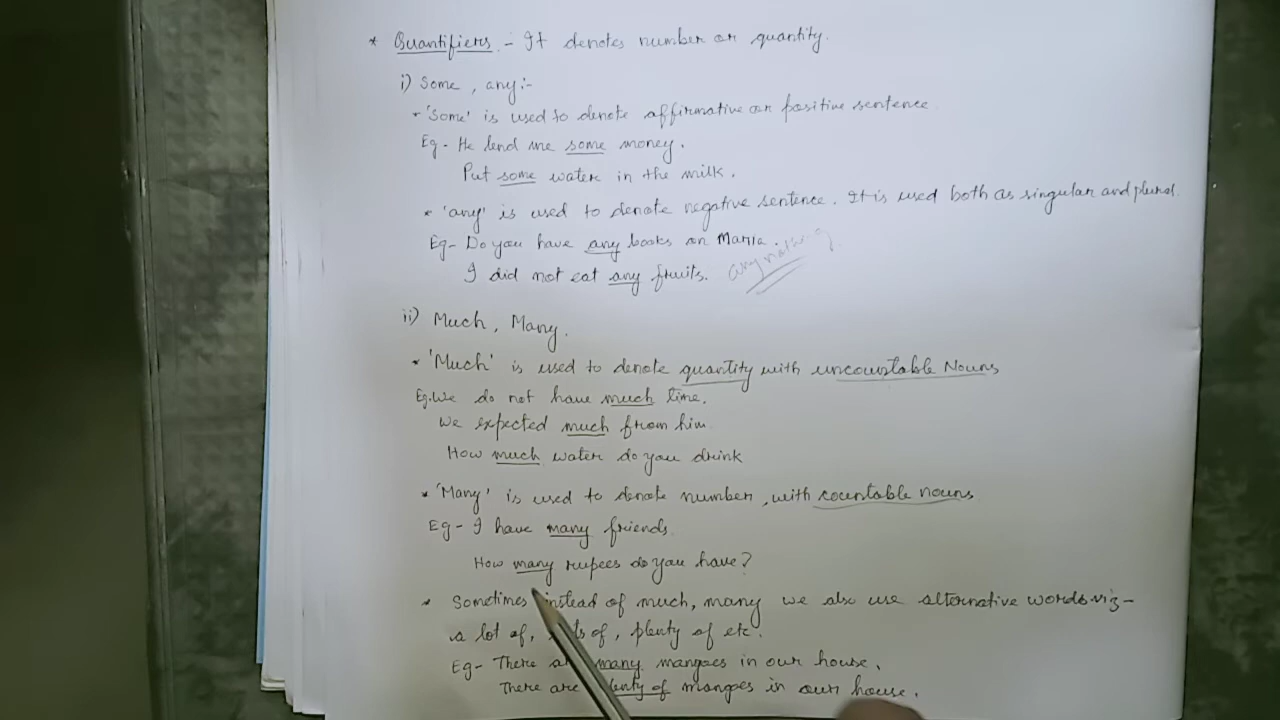 * Quantifiers - It denotes number or quantity.
i) Some, any:-
* 'Some' is used to denote affirmative or positive sentence
Eg- He lend me some money.
Put some water in the milk.
* 'any' is used to denote negative sentence. It is used both as singular and plural.
Eg- Do you have any books on Maria.
I did not eat any fruits.
any
ii) Much, Many.
* 'Much' is used to denote quantity with uncountable Nouns
Eg. We do not have much time.
We expected much from him
How much water do you drink
* 'Many' is used to denote number, with countable nouns
Eg- I have many friends.
How many rupees do you have?
* Sometimes instead of much, many we also use alternative words viz-
a lot of, of, plenty of etc.
Eg- There many mangoes in our house.
There are plenty of mangoes in our house.